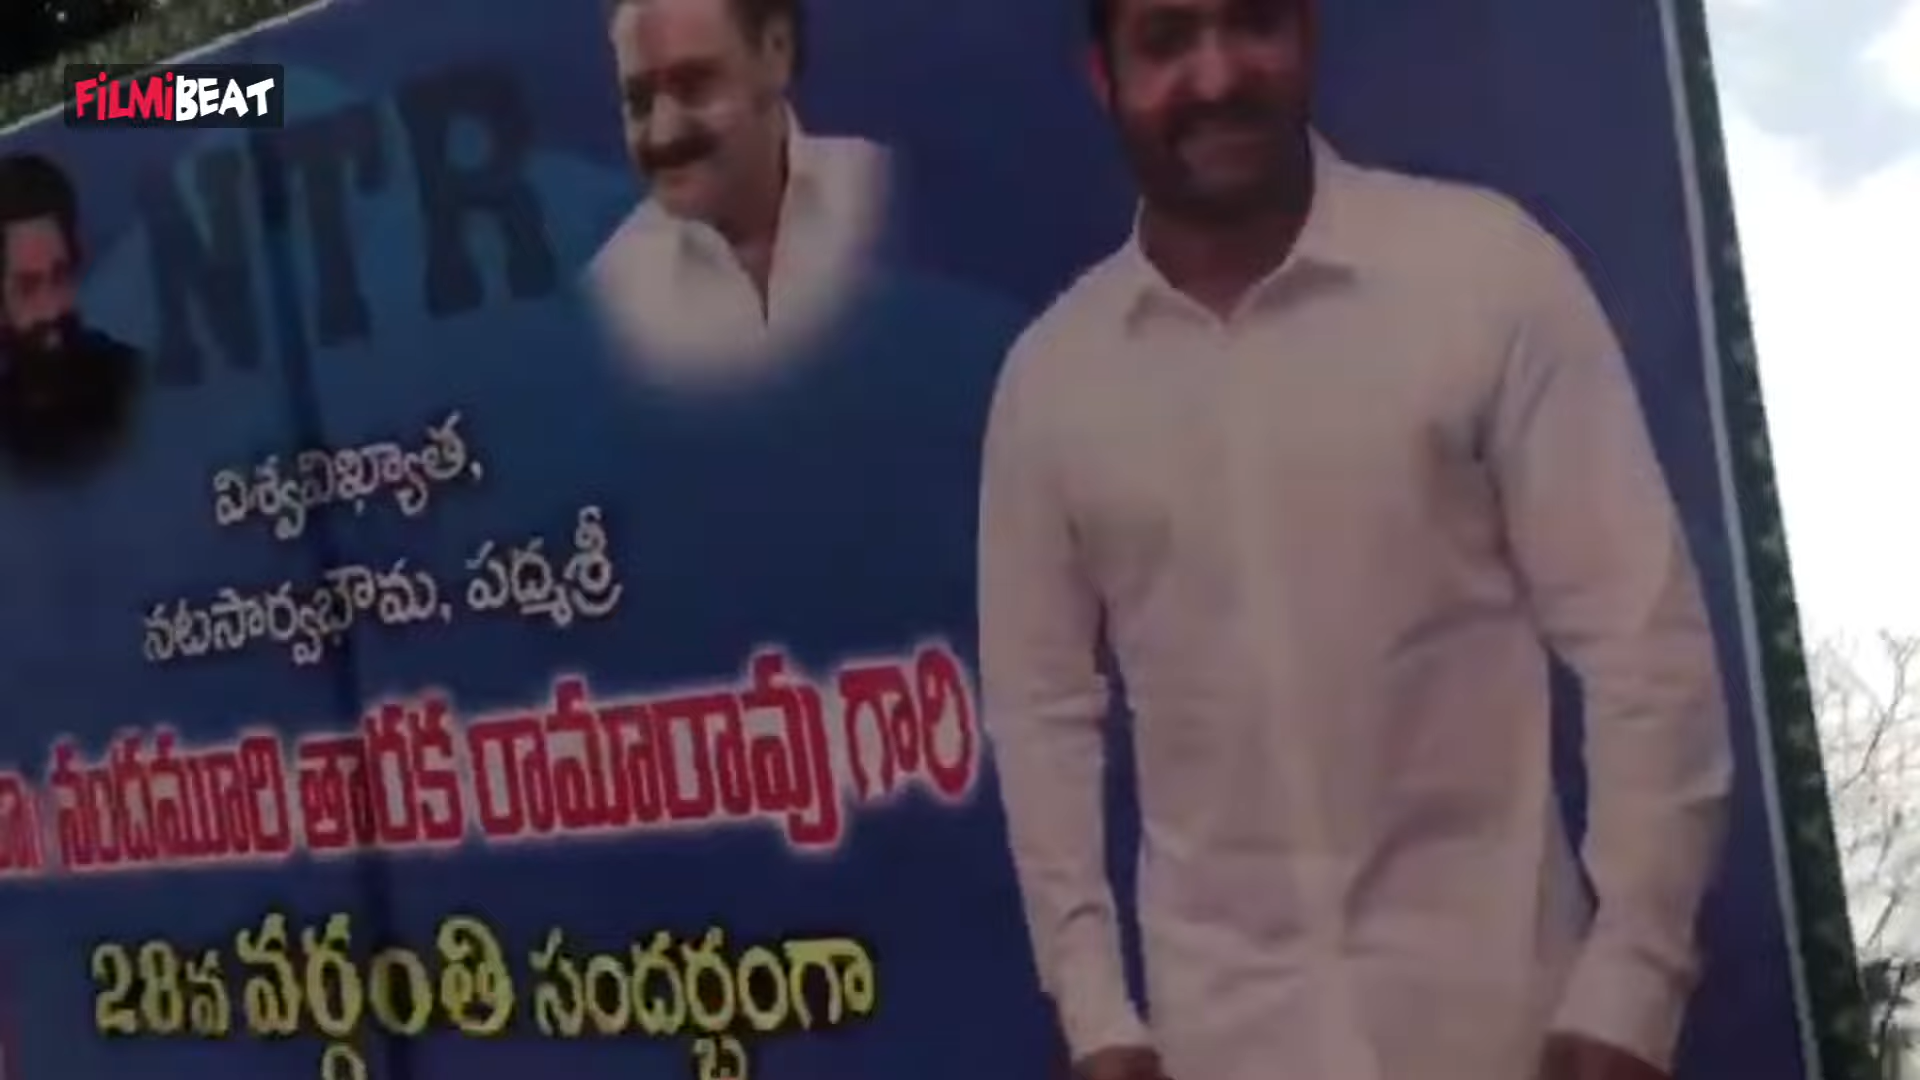 FiLMiBEAT
NTR
విశ్వవిఖ్యాత,
నటసార్వభౌమ, పద్మశ్రీ
నందమూరి తారక రామారావు గారి
28వ వర్ధంతి సందర్భంగా